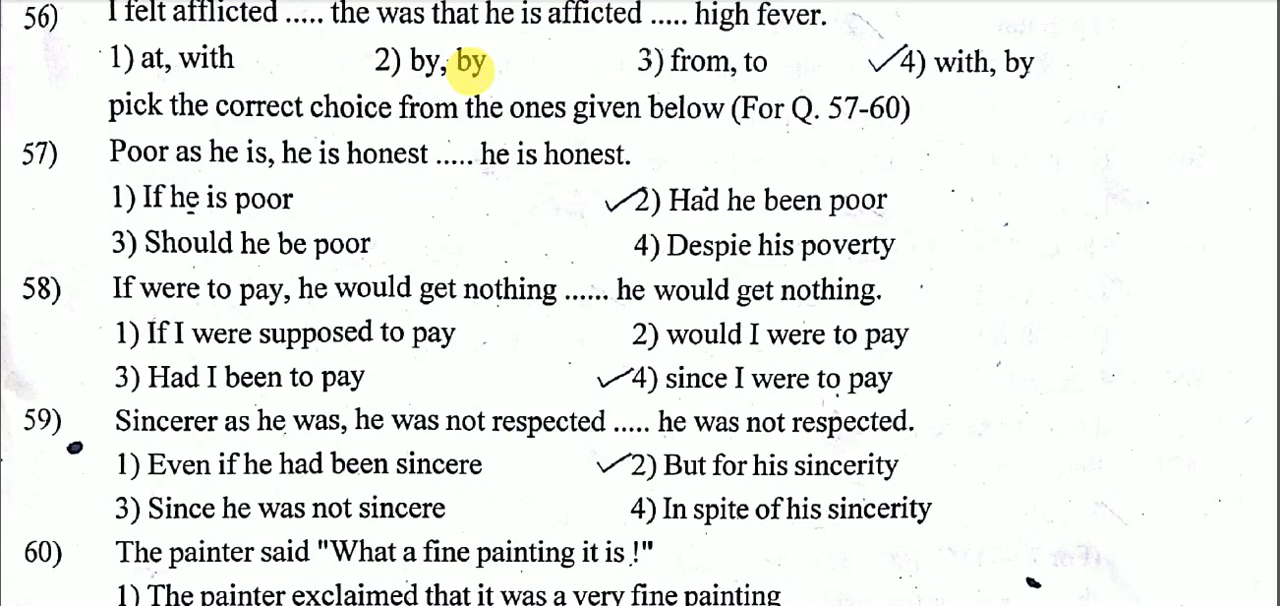 56) I felt afflicted ..... the was that he is afficted ..... high fever.
1) at, with 2) by, by 3) from, to ✓4) with, by
pick the correct choice from the ones given below (For Q. 57-60)
57) Poor as he is, he is honest ..... he is honest.
1) If he is poor ✓2) Had he been poor
3) Should he be poor 4) Despie his poverty
58) If were to pay, he would get nothing ...... he would get nothing.
1) If I were supposed to pay 2) would I were to pay
3) Had I been to pay ✓4) since I were to pay
59) Sincerer as he was, he was not respected ..... he was not respected.
1) Even if he had been sincere ✓2) But for his sincerity
3) Since he was not sincere 4) In spite of his sincerity
60) The painter said "What a fine painting it is !"
1) The painter exclaimed that it was a very fine painting